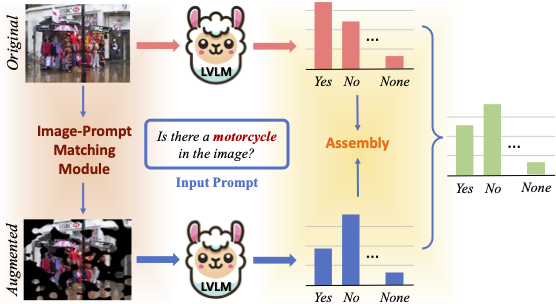 Original
LVLM
Yes No None
...
Image-Prompt
Matching
Module
Is there a motorcycle
in the image?
Input Prompt
Assembly
Yes No None
...
Augmented
LVLM
Yes No None
...